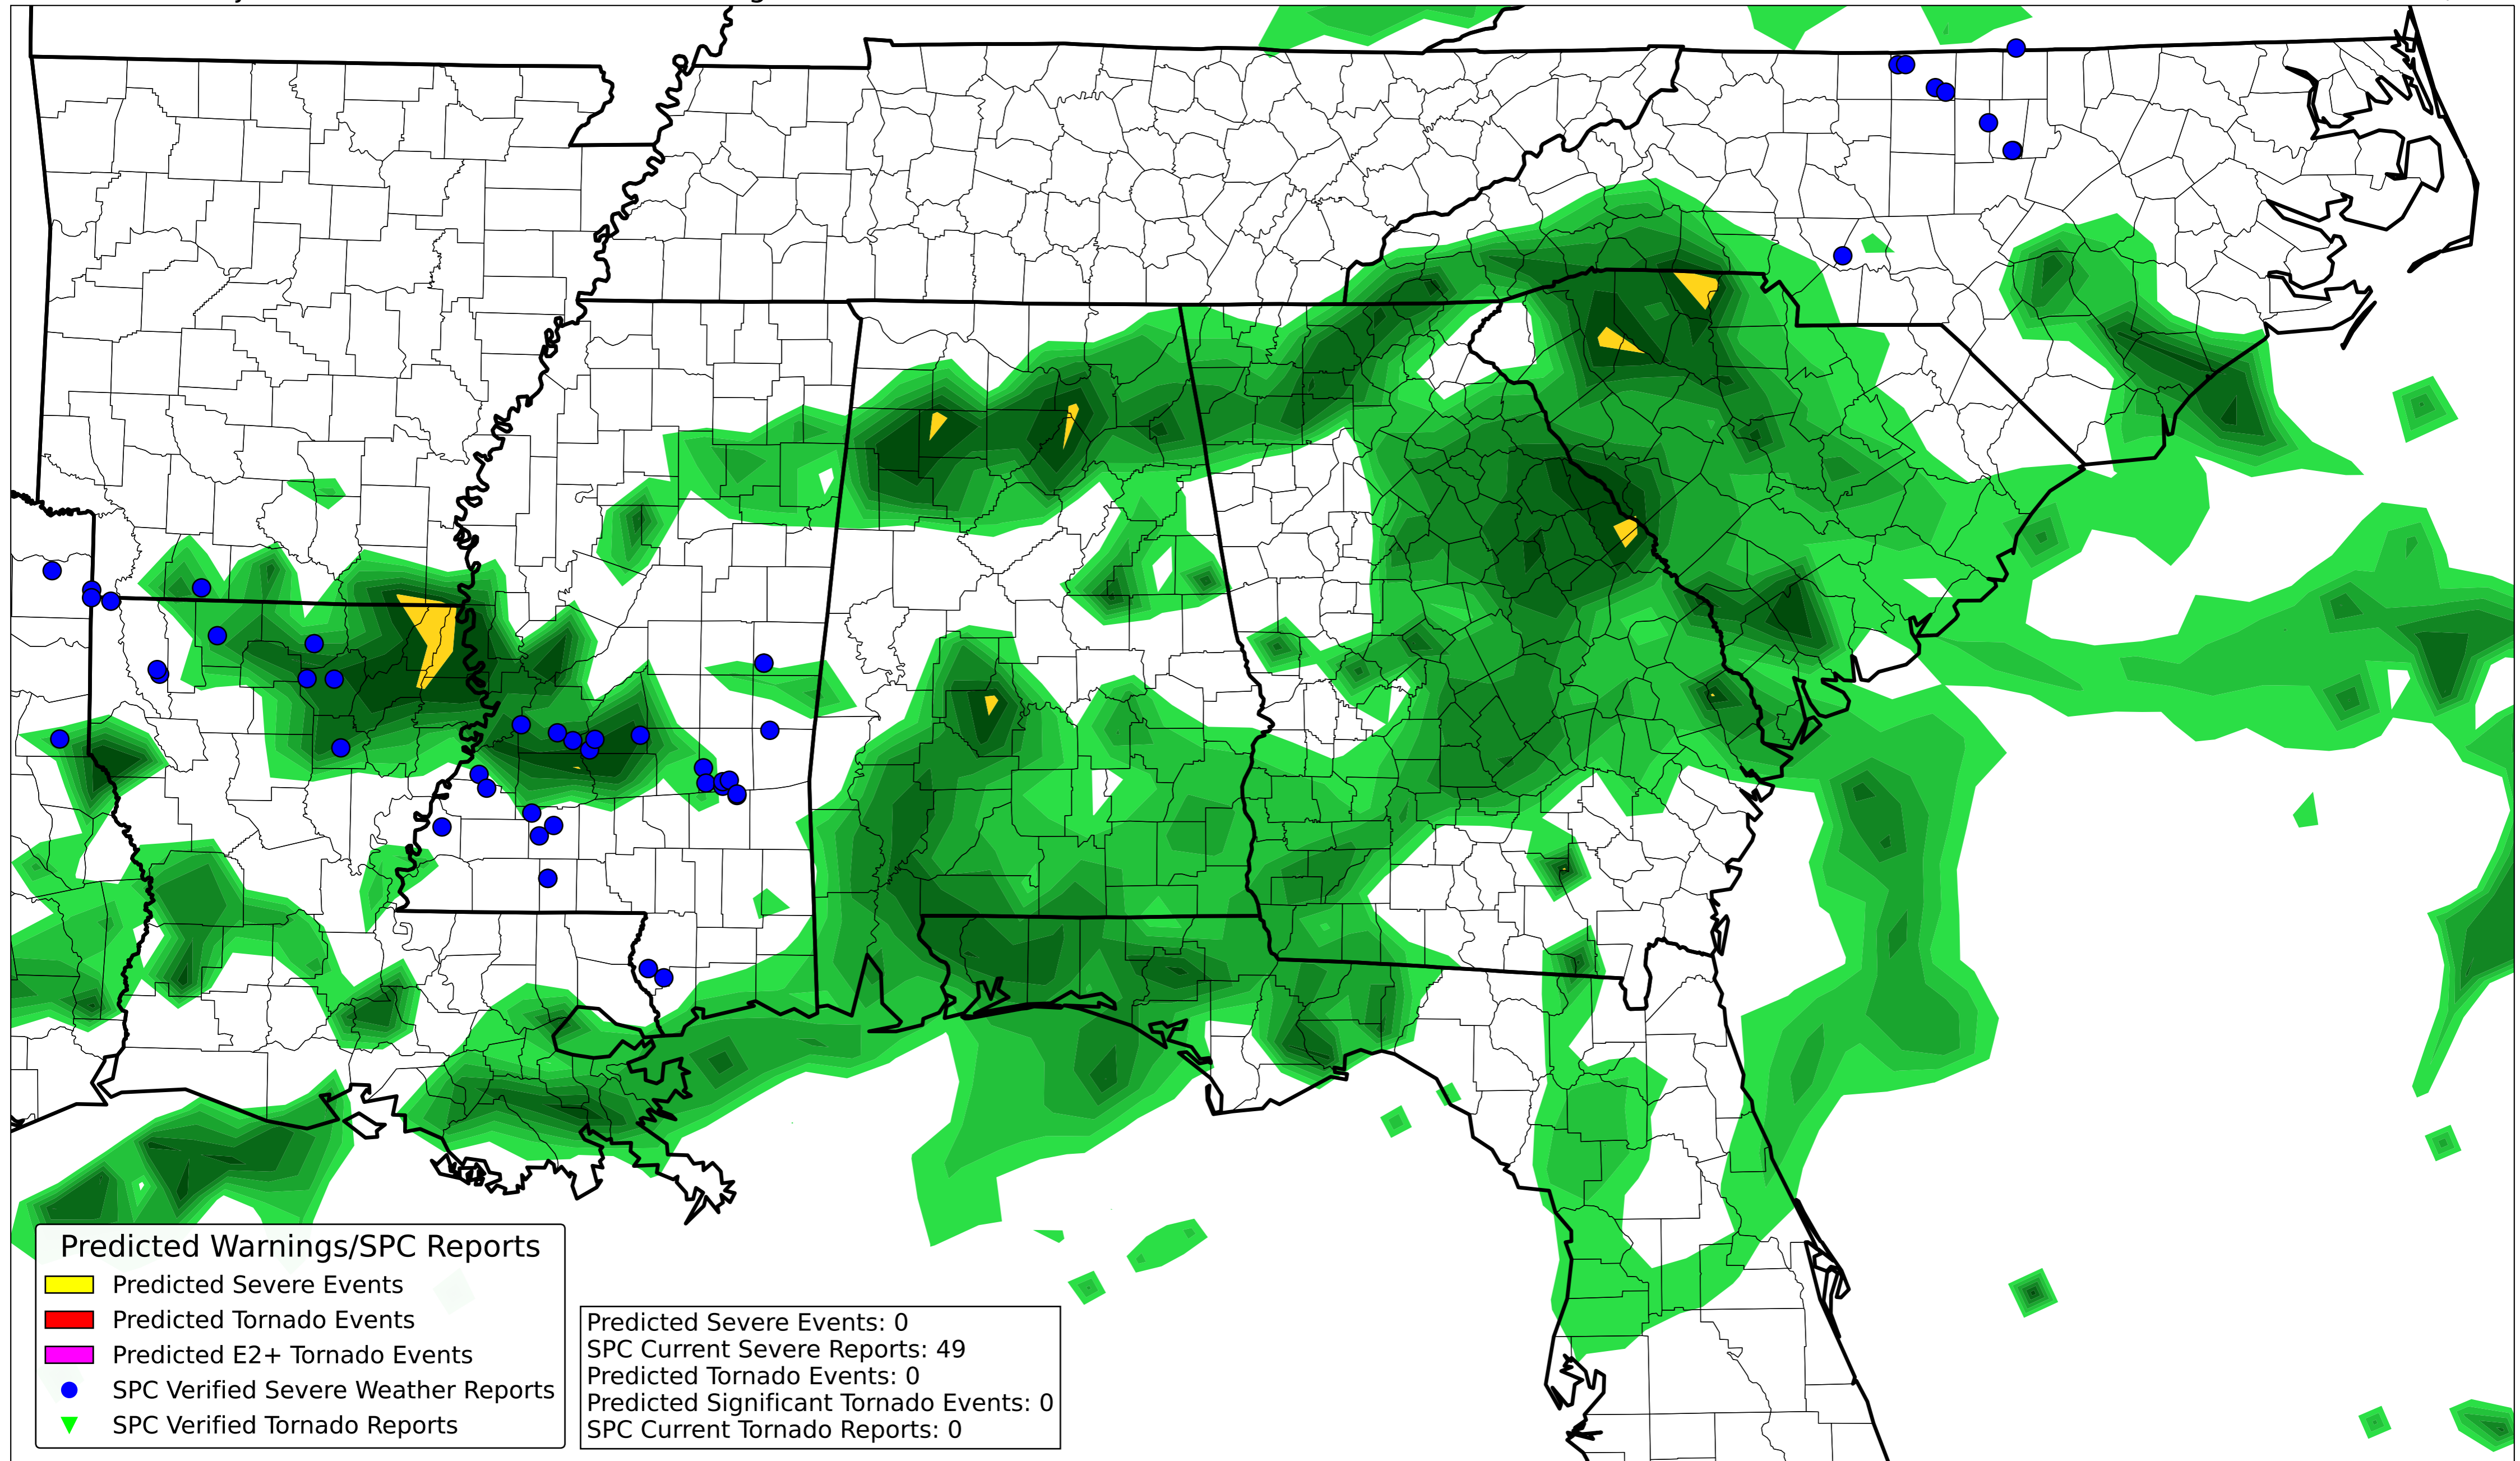 Predicted Warnings/SPC Reports
Predicted Severe Events
Predicted Tornado Events
Predicted E2+ Tornado Events
SPC Verified Severe Weather Reports
SPC Verified Tornado Reports
Predicted Severe Events: 0
SPC Current Severe Reports: 49
Predicted Tornado Events: 0
Predicted Significant Tornado Events: 0
SPC Current Tornado Reports: 0